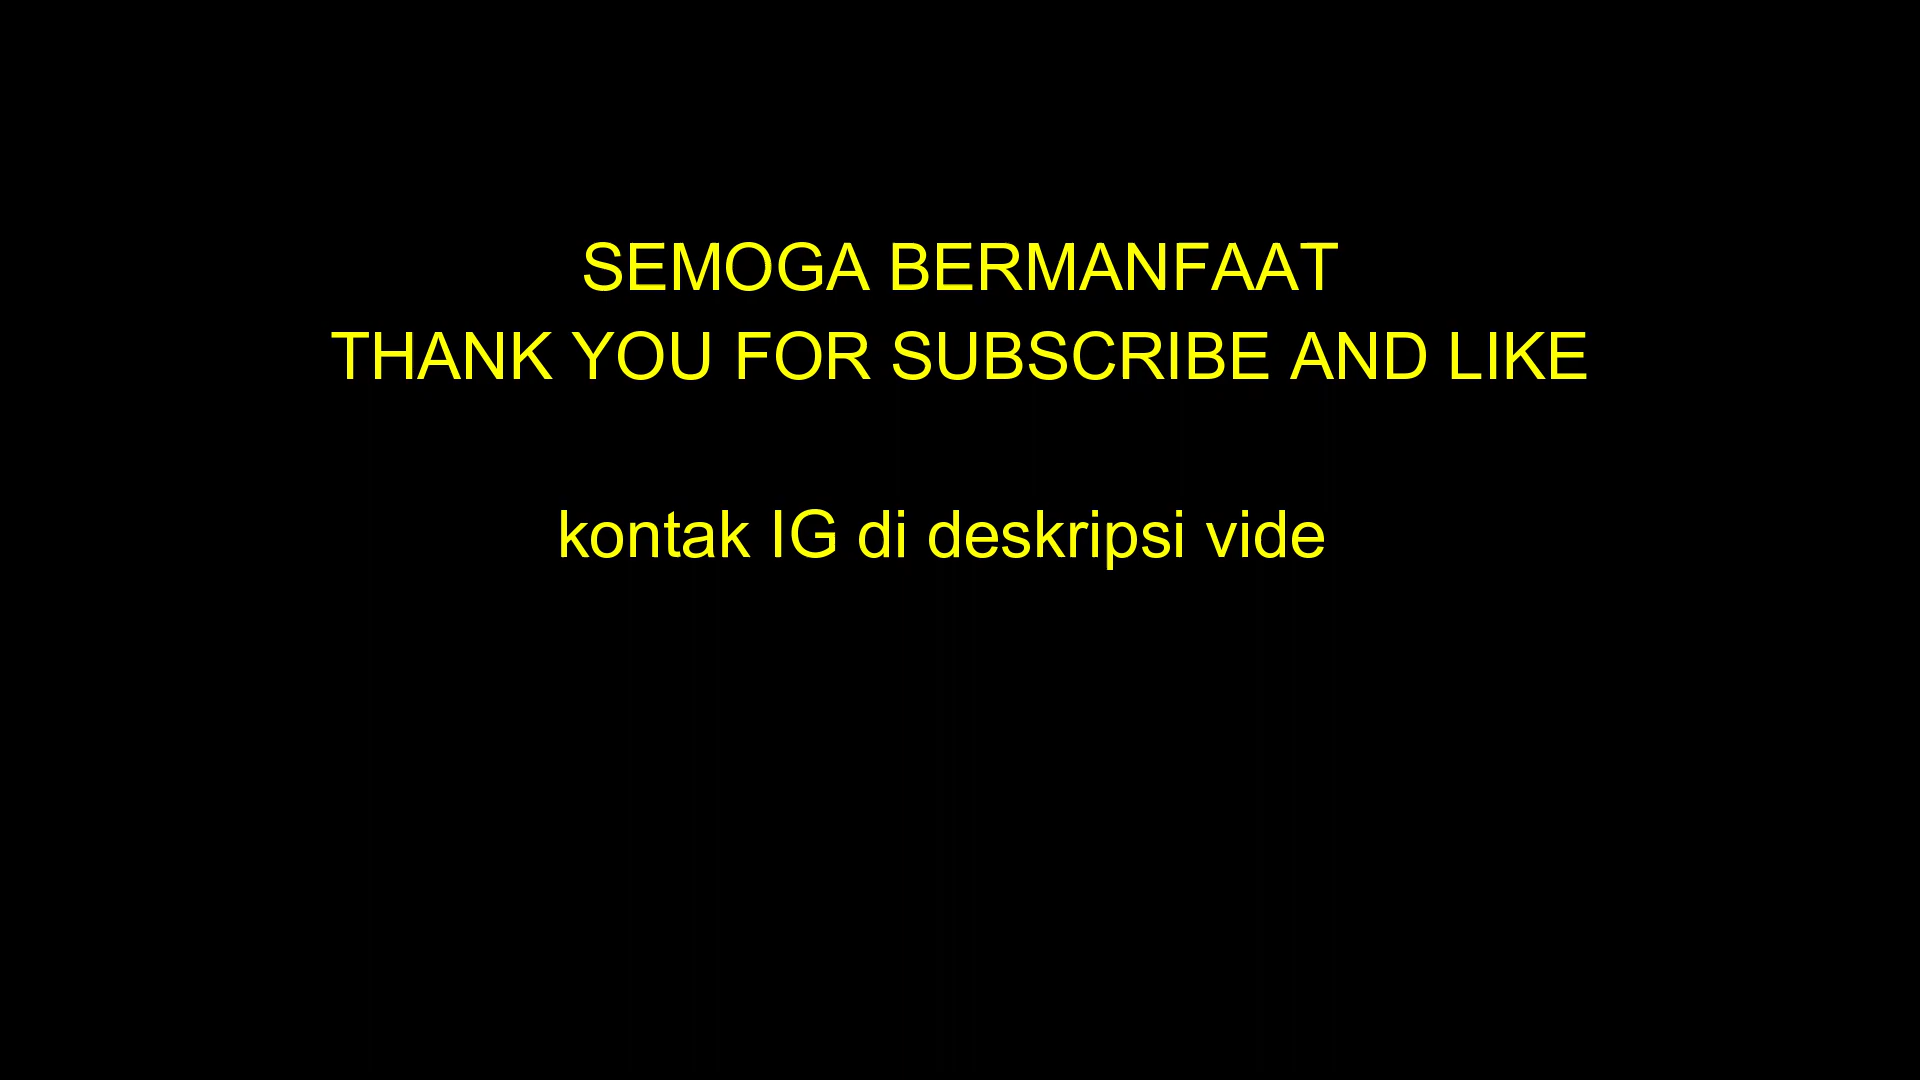 SEMOGA BERMANFAAT
THANK YOU FOR SUBSCRIBE AND LIKE
kontak IG di deskripsi vide